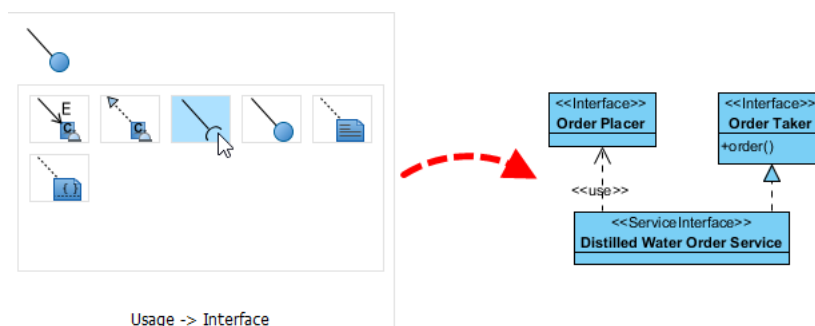 E
C
C
{ }
Usage -> Interface
<<Interface>>
Order Placer
<<Interface>>
Order Taker
+order()
<<use>>
<<ServiceInterface>>
Distilled Water Order Service